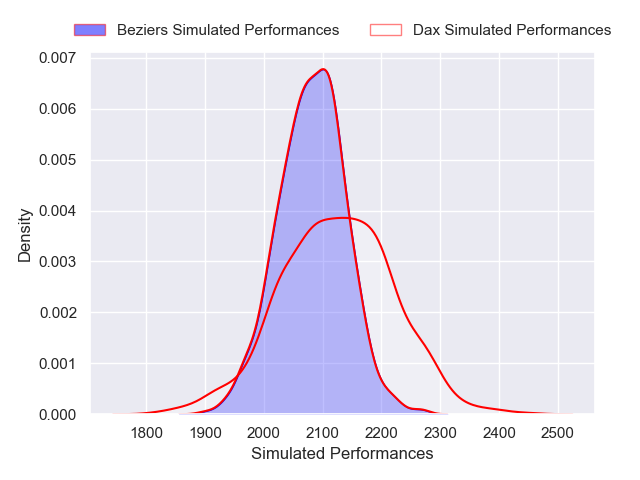 Beziers Simulated Performances Dax Simulated Performances
0.007
0.006
0.005
0.004
0.003
0.002
0.001
0.000
Density
1800 1900 2000 2100 2200 2300 2400 2500
Simulated Performances